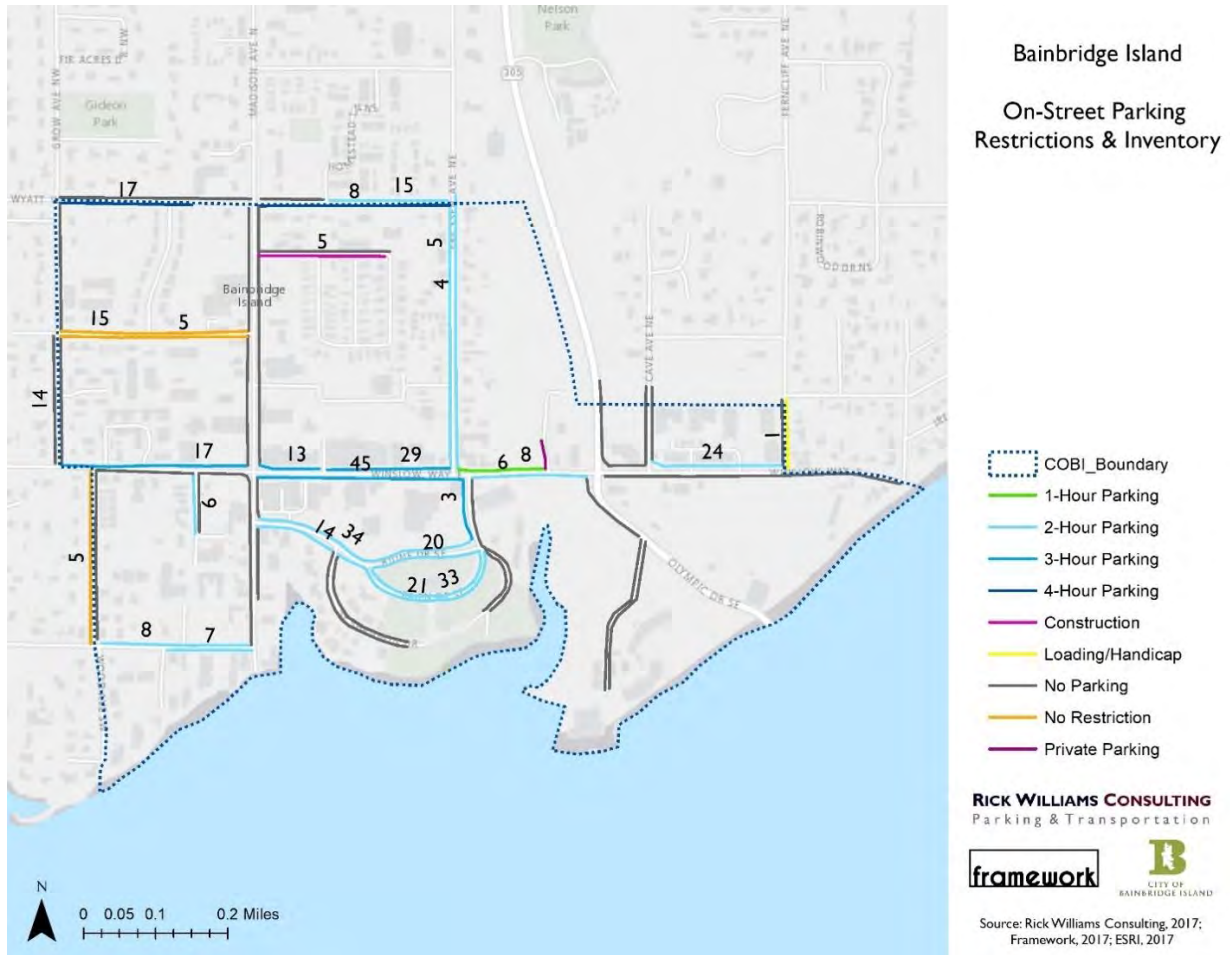 Nelson
Park
Bainbridge Island
On-Street Parking
Restrictions & Inventory
305
FERNCLIFF AVE NE
MADISON AVE N
GROW AVE NW
Gideon
Park
WYATT
17
8
15
5
5
4
Bainbridge
Island
CAVE AVE NE
15
5
14
17
13
45
29
WINSLOW WAY
6
8
24
1
6
3
14
34
20
21
33
5
8
7
OLYMPIC DR SE
COBI_Boundary
1-Hour Parking
2-Hour Parking
3-Hour Parking
4-Hour Parking
Construction
Loading/Handicap
No Parking
No Restriction
Private Parking
RICK WILLIAMS CONSULTING
Parking & Transportation
framework
B
CITY OF
BAINBRIDGE ISLAND
N
0 0.05 0.1 0.2 Miles
Source: Rick Williams Consulting, 2017;
Framework, 2017; ESRI, 2017